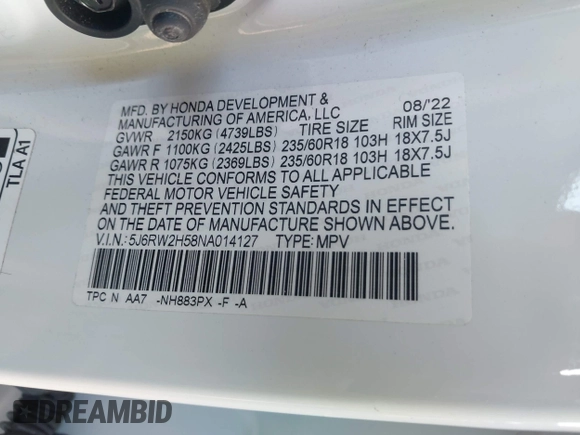 MFD. BY HONDA DEVELOPMENT & 08/'22
MANUFACTURING OF AMERICA, LLC
GVWR 2150KG (4739LBS) TIRE SIZE RIM SIZE
GAWR F 1100KG (2425LBS) 235/60R18 103H 18X7.5J
GAWR R 1075KG (2369LBS) 235/60R18 103H 18X7.5J
THIS VEHICLE CONFORMS TO ALL APPLICABLE
FEDERAL MOTOR VEHICLE SAFETY
AND THEFT PREVENTION STANDARDS IN EFFECT
ON THE DATE OF MANUFACTURE SHOWN ABOVE.
V.I.N.: 5J6RW2H58NA014127 TYPE: MPV
TPC N AA7 -NH883PX -F -A
TLA A1
DREAMBID